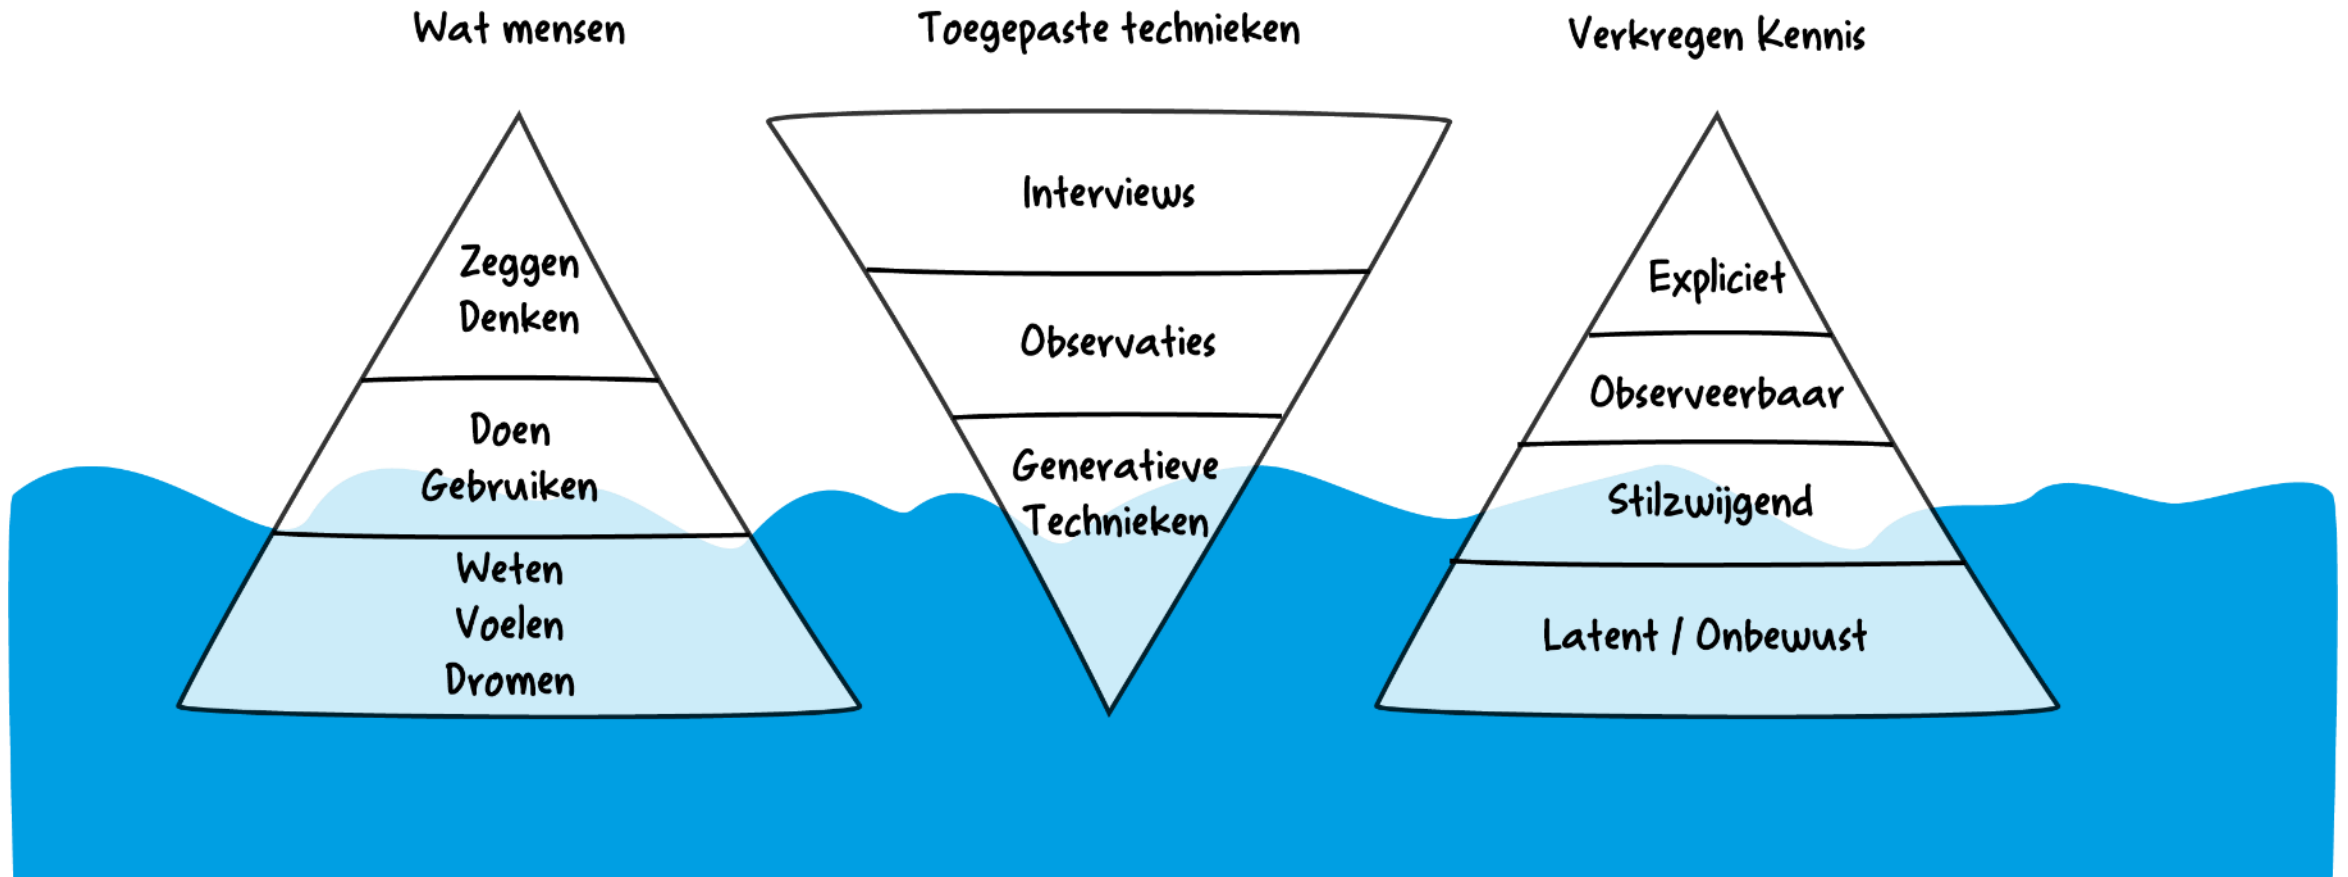 Wat mensen
Zeggen
Denken
Doen
Gebruiken
Weten
Voelen
Dromen
Toegepaste technieken
Interviews
Observaties
Generatieve
Technieken
Verkregen Kennis
Expliciet
Observeerbaar
Stilzwijgend
Latent / Onbewust